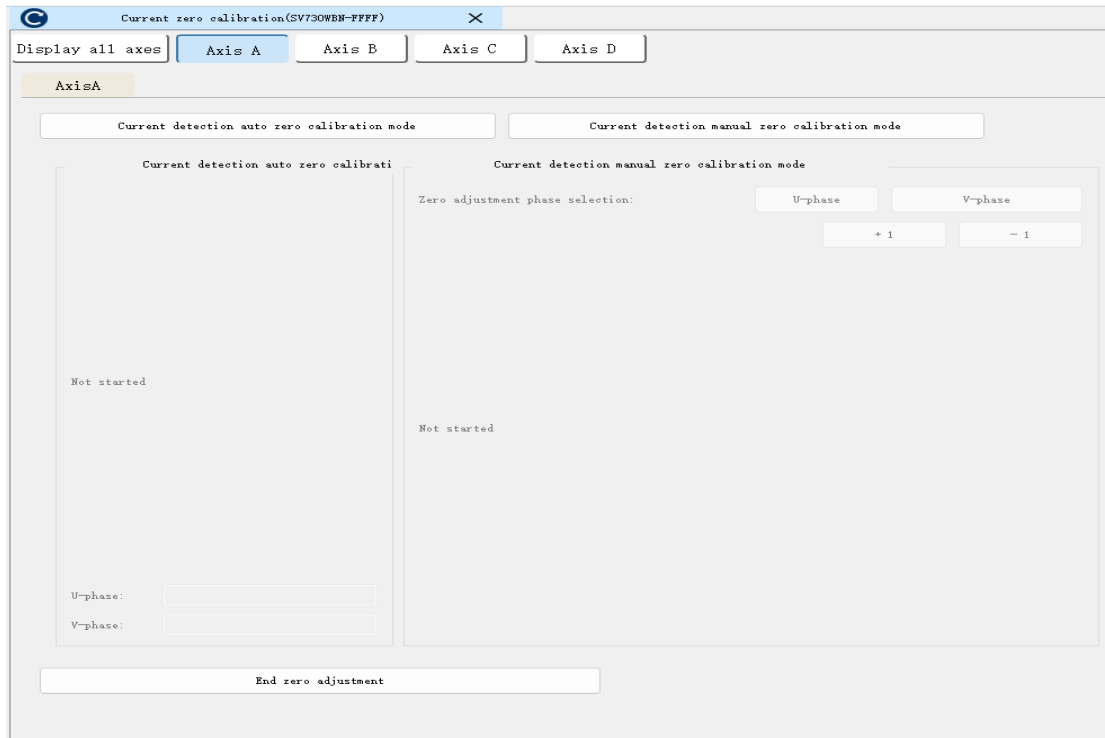 Current zero calibration(SV730WBN-FFFF)
Display all axes Axis A Axis B Axis C Axis D
AxisA
Current detection auto zero calibration mode Current detection manual zero calibration mode
Current detection auto zero calibrati Current detection manual zero calibration mode
Zero adjustment phase selection: U-phase V-phase
+ 1 - 1
Not started
Not started
U-phase:
V-phase:
End zero adjustment